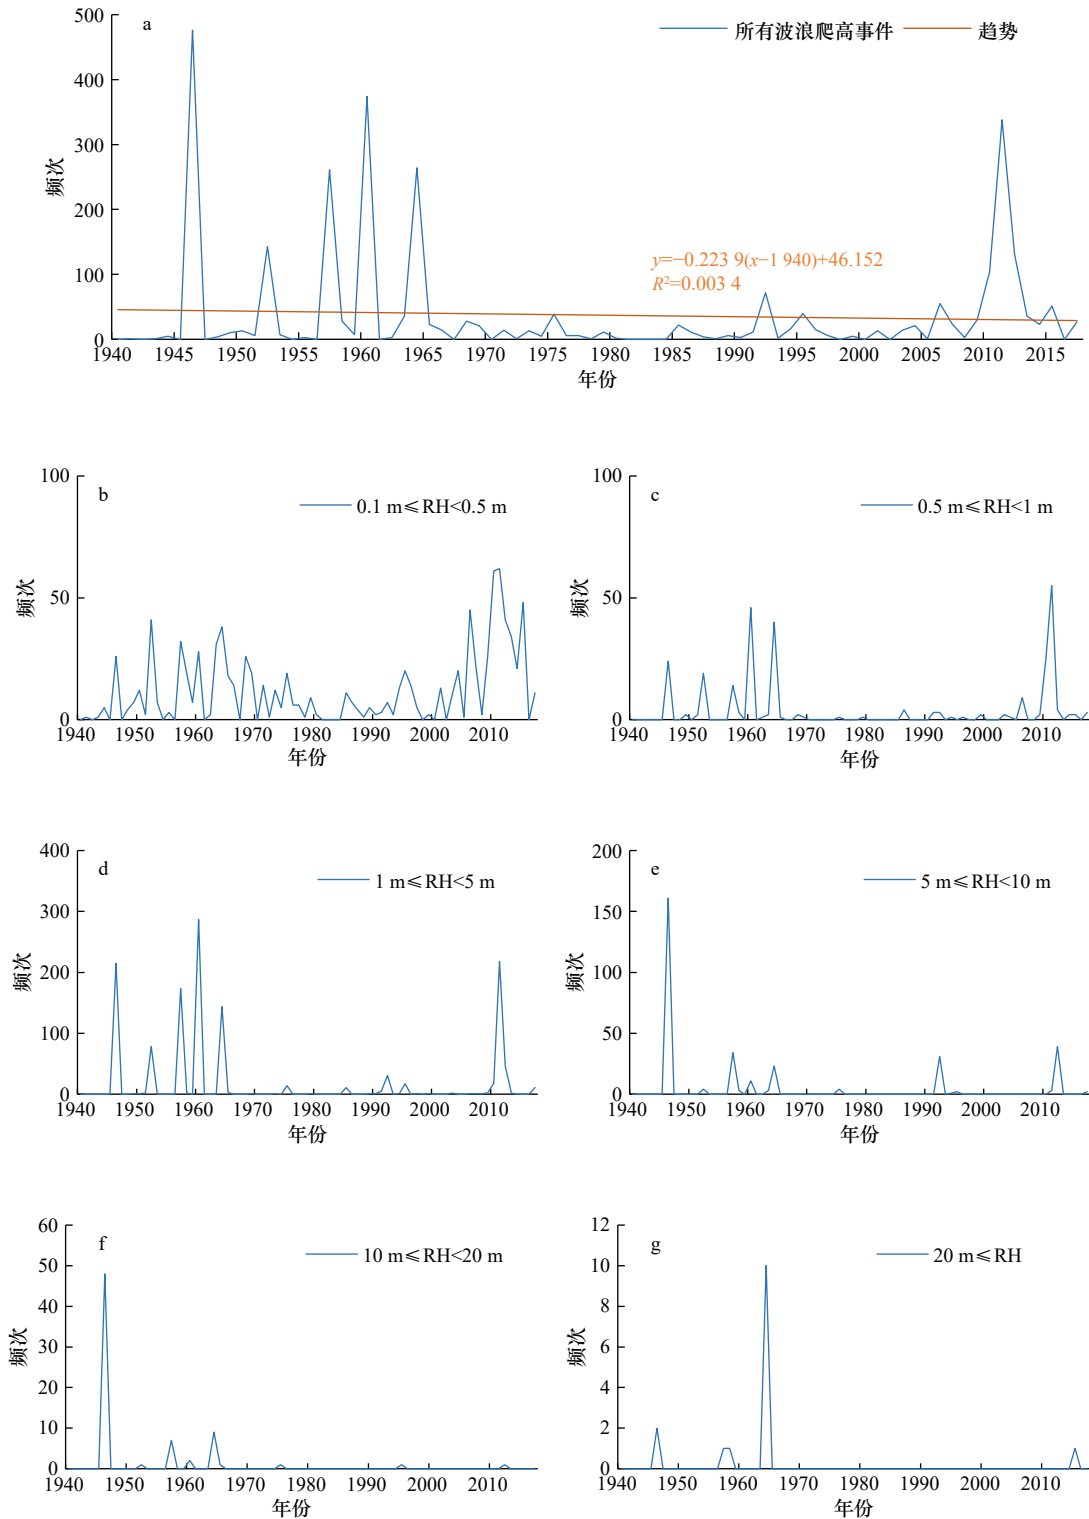 500
a
所有波浪爬高事件
趋势
400
300
频次
200
y=−0.223 9(x−1 940)+46.152
R²=0.003 4
100
0
1940 1945 1950 1955 1960 1965 1970 1975 1980 1985 1990 1995 2000 2005 2010 2015
年份
100
b
0.1 m≤RH<0.5 m
频次
50
0
1940 1950 1960 1970 1980 1990 2000 2010
年份
100
c
0.5 m≤RH<1 m
频次
50
0
1940 1950 1960 1970 1980 1990 2000 2010
年份
400
d
1 m≤RH<5 m
300
频次
200
100
0
1940 1950 1960 1970 1980 1990 2000 2010
年份
200
e
5 m≤RH<10 m
150
频次
100
50
0
1940 1950 1960 1970 1980 1990 2000 2010
年份
60
f
10 m≤RH<20 m
50
40
频次
30
20
10
0
1940 1950 1960 1970 1980 1990 2000 2010
年份
12
g
20 m≤RH
10
8
频次
6
4
2
0
1940 1950 1960 1970 1980 1990 2000 2010
年份